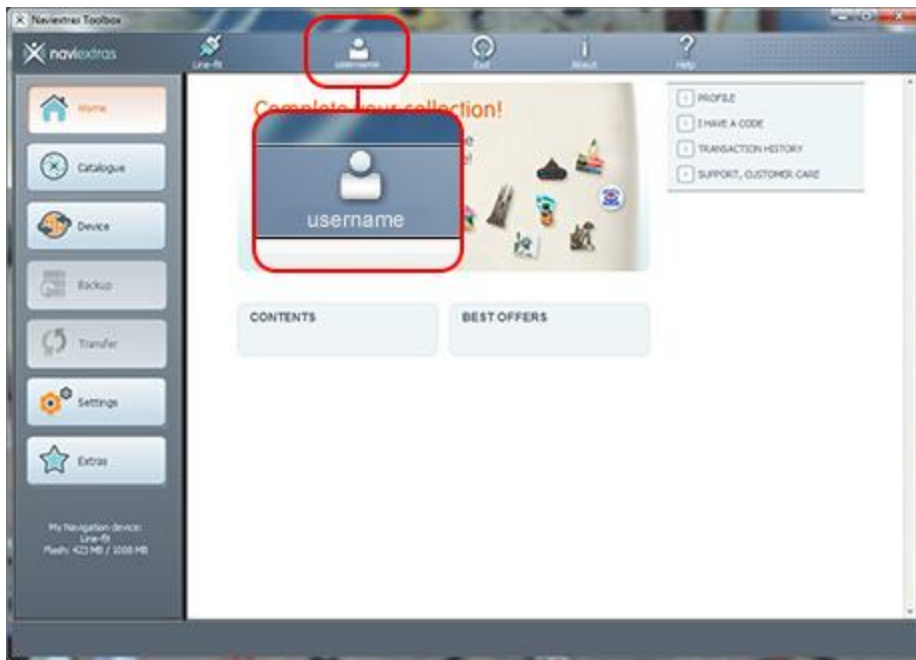 Naviextras Toolbox
naviextras
Line-fit
username
Exit
About
Help
Home
Catalogue
Device
Backup
Transfer
Settings
Extras
My Navigation device:
Line-fit
Flash: 423 MB / 1008 MB
Complete your collection!
username
CONTENTS
BEST OFFERS
PROFILE
I HAVE A CODE
TRANSACTION HISTORY
SUPPORT, CUSTOMER CARE